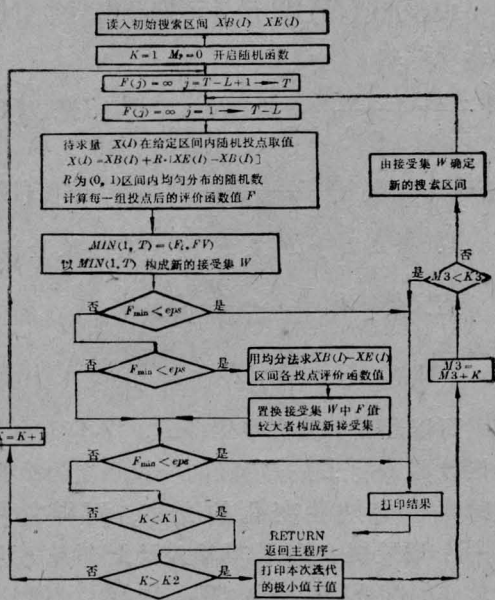 读入初始搜索区间 XB(I) XE(I)
K=1 M3=0 开启随机函数
F(j)=∞ j=T-L+1→T
F(j)=∞ j=1→T-L
待求量 X(I)在给定区间内随机投点取值
X(I)=XB(I)+R·[XE(I)-XB(I)]
R 为(0, 1)区间内均匀分布的随机数
计算每一组投点后的评价函数值 F
由接受集 W 确定
新的搜索区间
MIN(1, T)=(F, FV)
以 MIN(1, T) 构成新的接受集 W
否
是
M3<K3
否
Fmin<eps
是
否
Fmin<eps
是
用均分法求 XB(I)-XE(I)
区间各投点评价函数值
M3=
M3+K
置换接受集 W 中 F 值
较大者构成新接受集
K=K+1
否
Fmin<eps
是
否
K<K1
是
打印结果
RETURN
返回主程序
否
K>K2
是
打印本次迭代
的极小值子值